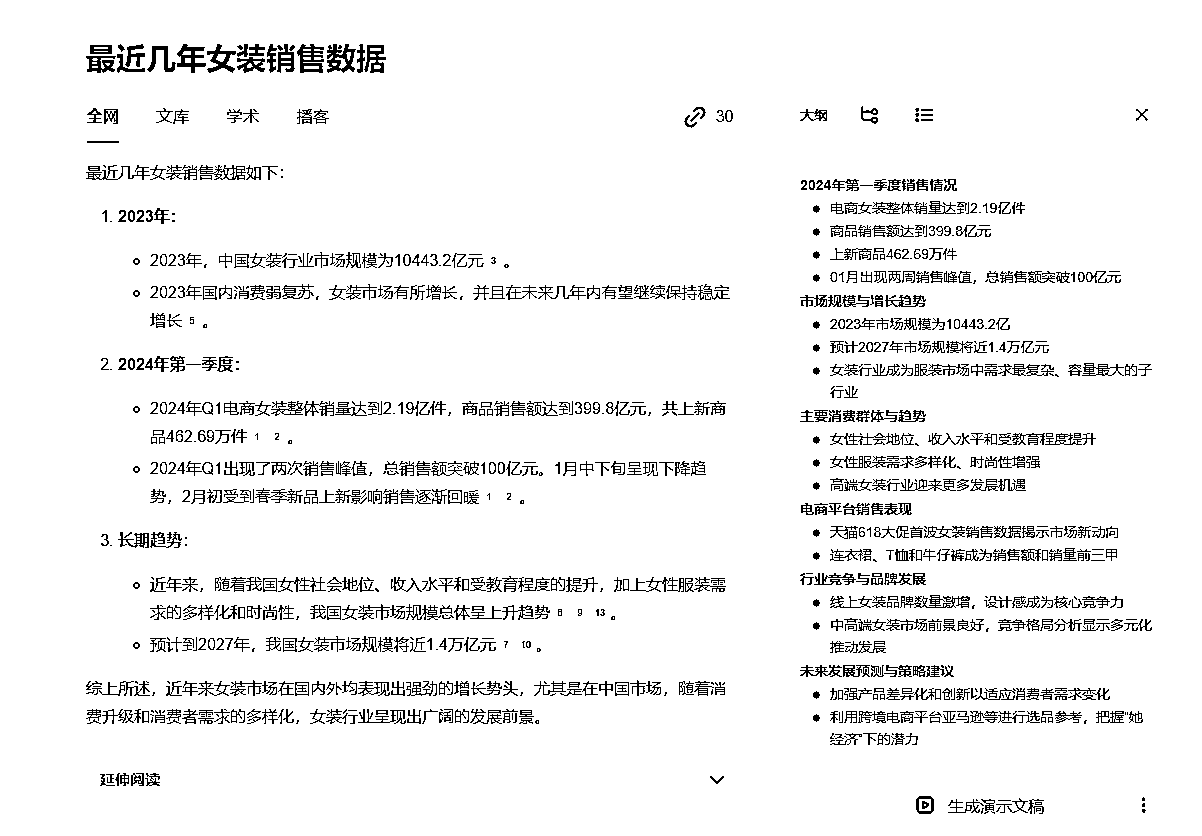 最近几年女装销售数据
全网 文库 学术 播客 30
最近几年女装销售数据如下：
1. 2023年：
2023年，中国女装行业市场规模为10443.2亿元 3 。
2023年国内消费弱复苏，女装市场有所增长，并且在未来几年内有望继续保持稳定
增长 5 。
2. 2024年第一季度：
2024年Q1电商女装整体销量达到2.19亿件，商品销售额达到399.8亿元，共上新商
品462.69万件 1 2 。
2024年Q1出现了两次销售峰值，总销售额突破100亿元。1月中下旬呈现下降趋
势，2月初受到春季新品上新影响销售逐渐回暖 1 2 。
3. 长期趋势：
近年来，随着我国女性社会地位、收入水平和受教育程度的提升，加上女性服装需
求的多样化和时尚性，我国女装市场规模总体呈上升趋势 8 9 13 。
预计到2027年，我国女装市场规模将近1.4万亿元 7 10 。
综上所述，近年来女装市场在国内外均表现出强劲的增长势头，尤其是在中国市场，随着消
费升级和消费者需求的多样化，女装行业呈现出广阔的发展前景。
延伸阅读
大纲
2024年第一季度销售情况
电商女装整体销量达到2.19亿件
商品销售额达到399.8亿元
上新商品462.69万件
01月出现两周销售峰值，总销售额突破100亿元
市场规模与增长趋势
2023年市场规模为10443.2亿
预计2027年市场规模将近1.4万亿元
女装行业成为服装市场中需求最复杂、容量最大的子
行业
主要消费群体与趋势
女性社会地位、收入水平和受教育程度提升
女性服装需求多样化、时尚性增强
高端女装行业迎来更多发展机遇
电商平台销售表现
天猫618大促首波女装销售数据揭示市场新动向
连衣裙、T恤和牛仔裤成为销售额和销量前三甲
行业竞争与品牌发展
线上女装品牌数量激增，设计感成为核心竞争力
中高端女装市场前景良好，竞争格局分析显示多元化
推动发展
未来发展预测与策略建议
加强产品差异化和创新以适应消费者需求变化
利用跨境电商平台亚马逊等进行选品参考，把握“她
经济”下的潜力
生成演示文稿